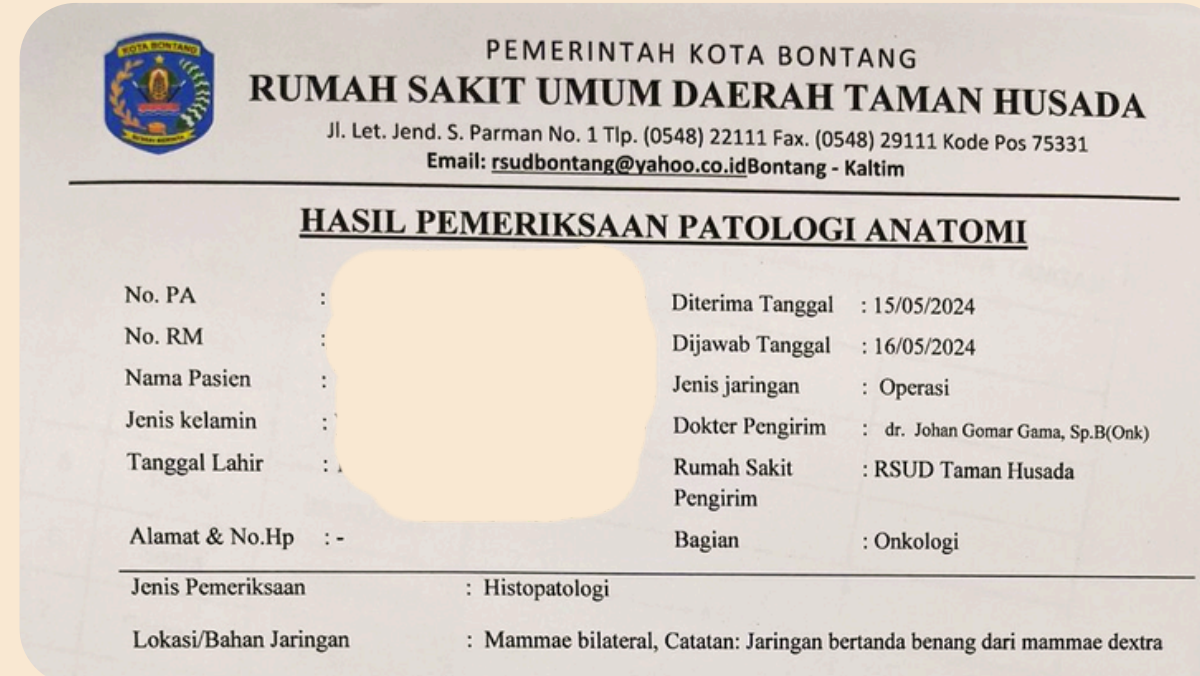 KOTA BONTANG
PEMERINTAH KOTA BONTANG
RUMAH SAKIT UMUM DAERAH TAMAN HUSADA
Jl. Let. Jend. S. Parman No. 1 Tlp. (0548) 22111 Fax. (0548) 29111 Kode Pos 75331
Email: rsudbontang@yahoo.co.idBontang - Kaltim
HASIL PEMERIKSAAN PATOLOGI ANATOMI
No. PA :
No. RM :
Nama Pasien :
Jenis kelamin :
Tanggal Lahir :
Alamat & No.Hp : -
Diterima Tanggal : 15/05/2024
Dijawab Tanggal : 16/05/2024
Jenis jaringan : Operasi
Dokter Pengirim : dr. Johan Gomar Gama, Sp.B(Onk)
Rumah Sakit : RSUD Taman Husada
Pengirim
Bagian : Onkologi
Jenis Pemeriksaan : Histopatologi
Lokasi/Bahan Jaringan : Mammae bilateral, Catatan: Jaringan bertanda benang dari mammae dextra